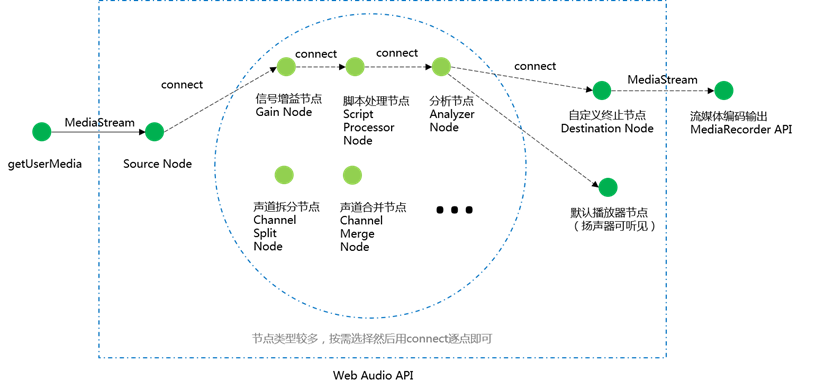 connect
connect
connect
connect
MediaStream
MediaStream
getUserMedia
Source Node
信号增益节点
Gain Node
脚本处理节点
Script
Processor
Node
分析节点
Analyzer
Node
自定义终止节点
Destination Node
流媒体编码输出
MediaRecorder API
声道拆分节点
Channel
Split
Node
声道合并节点
Channel
Merge
Node
默认播放器节点
（扬声器可听见）
节点类型较多，按需选择然后用connect逐点即可
Web Audio API